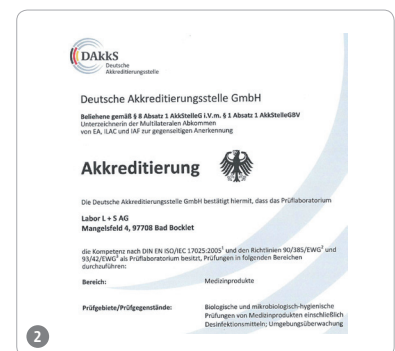 DAkkS
Deutsche
Akkreditierungsstelle
Deutsche Akkreditierungsstelle GmbH
Beliehene gemäß § 8 Absatz 1 AkkStelleG i.V.m. § 1 Absatz 1 AkkStelleGBV
Unterzeichnerin der Multilateralen Abkommen
von EA, ILAC und IAF zur gegenseitigen Anerkennung
Akkreditierung
Die Deutsche Akkreditierungsstelle GmbH bestätigt hiermit, dass das Prüflaboratorium
Labor L + S AG
Mangelsfeld 4, 97708 Bad Bocklet
die Kompetenz nach DIN EN ISO/IEC 17025:2005¹ und den Richtlinien 90/385/EWG² und
93/42/EWG³ als Prüflaboratorium besitzt, Prüfungen in folgenden Bereichen
durchzuführen:
Bereich: Medizinprodukte
Prüfgebiete/Prüfgegenstände: Biologische und mikrobiologisch-hygienische
Prüfungen von Medizinprodukten einschließlich
Desinfektionsmitteln; Umgebungsüberwachung
2